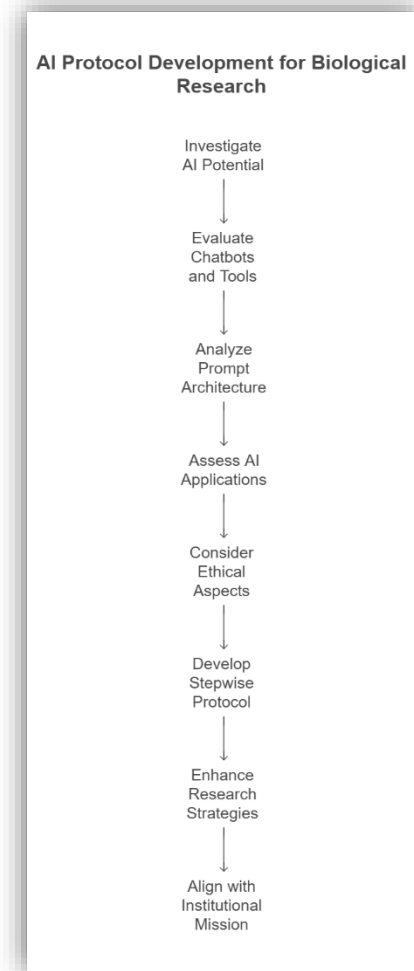 AI Protocol Development for Biological
Research
Investigate
AI Potential
Evaluate
Chatbots
and Tools
Analyze
Prompt
Architecture
Assess AI
Applications
Consider
Ethical
Aspects
Develop
Stepwise
Protocol
Enhance
Research
Strategies
Align with
Institutional
Mission